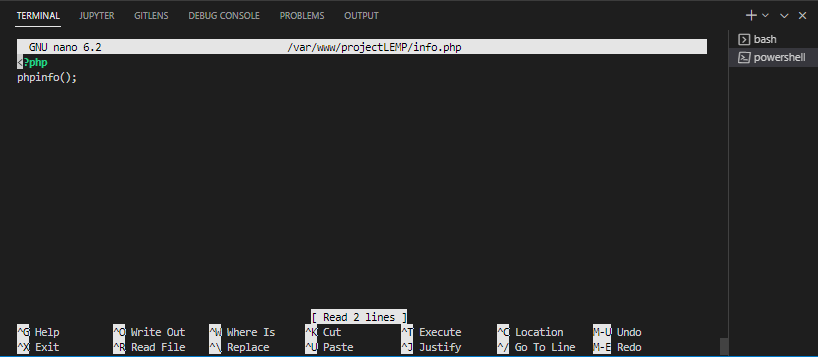 TERMINAL JUPYTER GITLENS DEBUG CONSOLE PROBLEMS OUTPUT
GNU nano 6.2 /var/www/projectLEMP/info.php
<?php
phpinfo();
bash
powershell
[ Read 2 lines ]
^G Help ^O Write Out ^W Where Is ^K Cut ^T Execute ^C Location M-U Undo
^X Exit ^R Read File ^\ Replace ^U Paste ^J Justify ^/ Go To Line M-E Redo